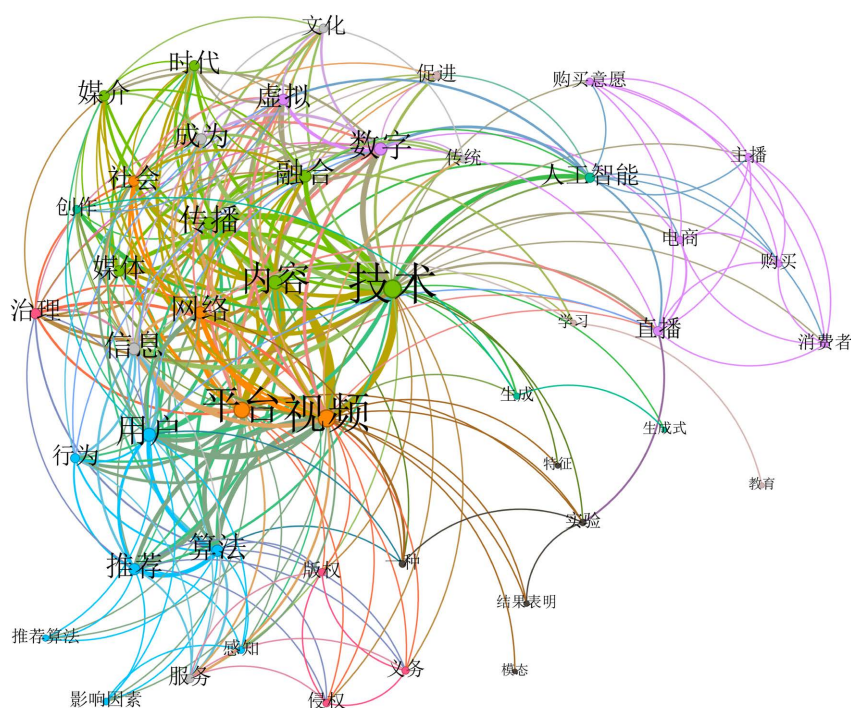 文化
时代
促进
购买意愿
媒介
虚拟
成为
数字
传统
主播
社会
融合
人工智能
创作
传播
电商
媒体
内容
技术
购买
治理
网络
学习
直播
信息
消费者
生成
平台
视频
用户
生成式
行为
特征
教育
实验
算法
推荐
版权
一种
结果表明
推荐算法
感知
服务
义务
模态
影响因素
侵权